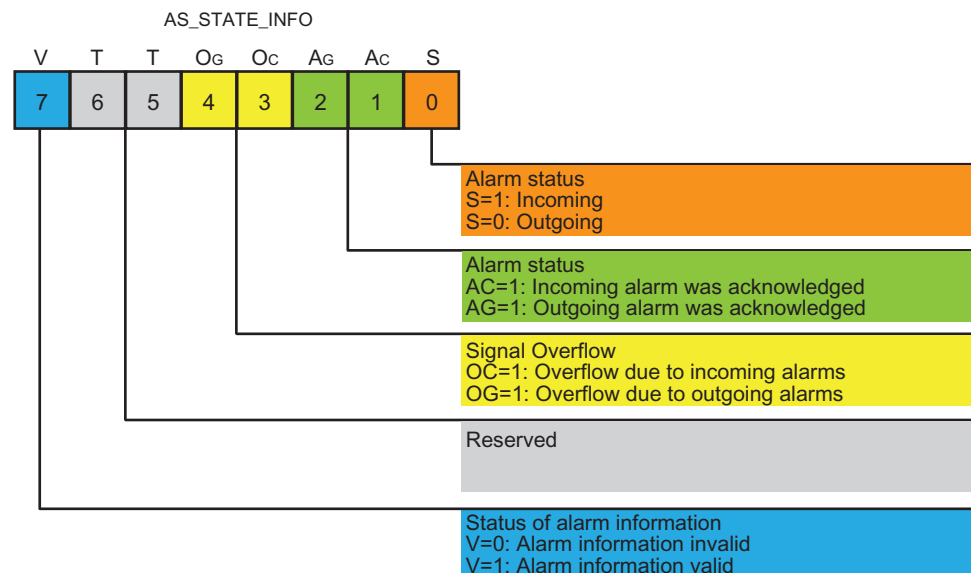 AS_STATE_INFO
V T T OG OC AG AC S
7 6 5 4 3 2 1 0
Alarm status
S=1: Incoming
S=0: Outgoing
Alarm status
AC=1: Incoming alarm was acknowledged
AG=1: Outgoing alarm was acknowledged
Signal Overflow
OC=1: Overflow due to incoming alarms
OG=1: Overflow due to outgoing alarms
Reserved
Status of alarm information
V=0: Alarm information invalid
V=1: Alarm information valid